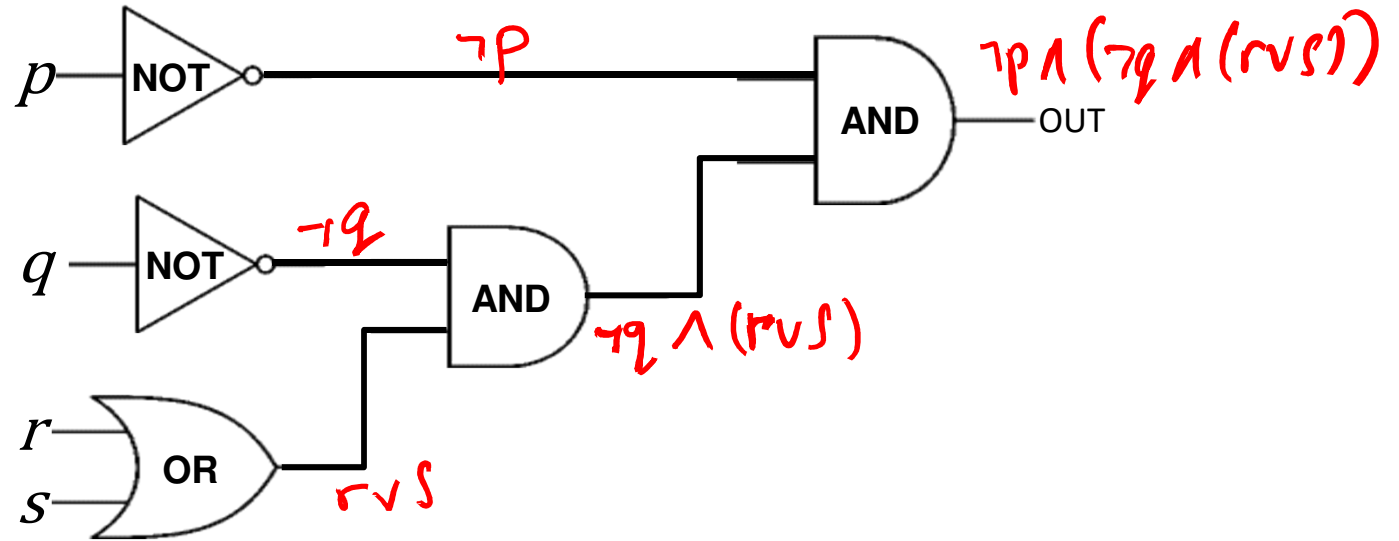 ¬p
¬p∧(¬q∧(r∨s))
p
NOT
AND
OUT
¬q
q
NOT
AND
¬q∧(r∨s)
r
OR
s
r∨s